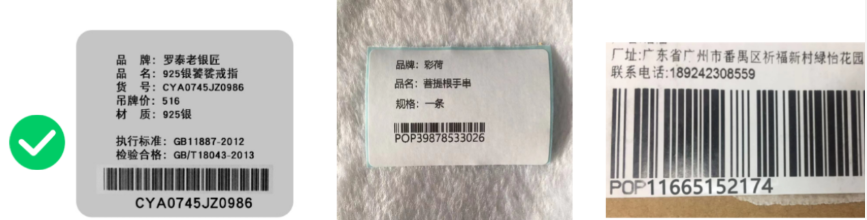 品 牌：罗泰老银匠
品 名：925银饕餮戒指
货 号：CYA0745JZ0986
吊牌价：516
材 质：925银
执行标准：GB11887-2012
检验合格：GB/T18043-2013
CYA0745JZ0986
品牌：彩荷
品名：菩提根手串
规格：一条
POP39878533026
厂址:广东省广州市番禺区祈福新村绿怡花园
联系电话:189242308559
POP11665152174